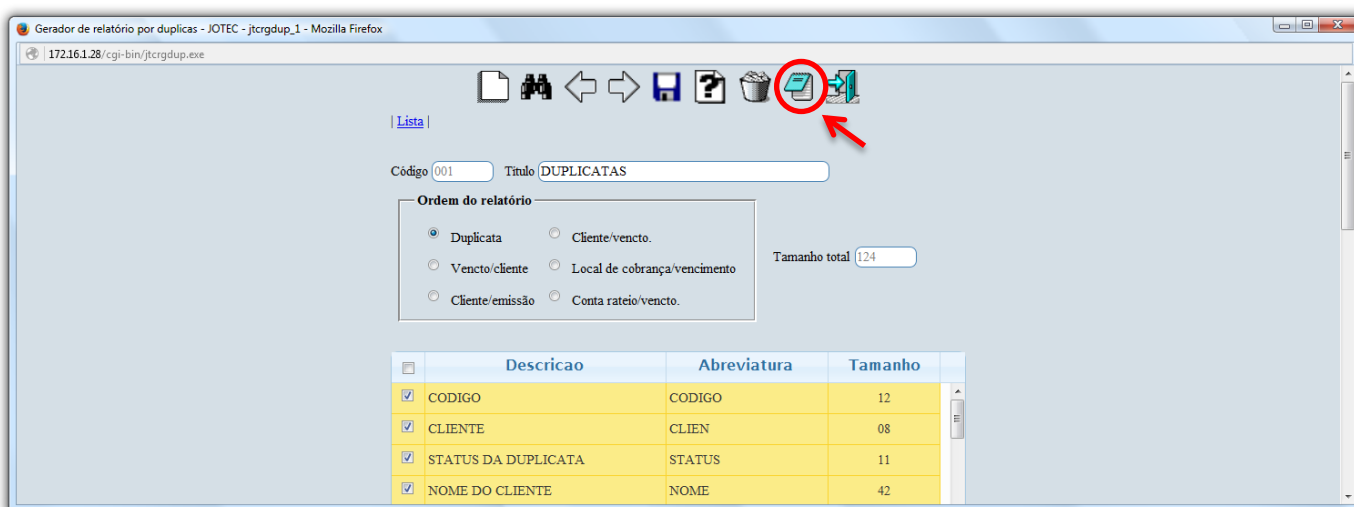 Gerador de relatório por duplicas - JOTEC - jtcrgdup_1 - Mozilla Firefox
172.16.1.28/cgi-bin/jtcrgdup.exe
| Lista |
Código 001 Título DUPLICATAS
Ordem do relatório
Duplicata Cliente/vencto.
Vencto/cliente Local de cobrança/vencimento
Tamanho total 124
Cliente/emissão Conta rateio/vencto.
Descricao Abreviatura Tamanho
CODIGO CODIGO 12
CLIENTE CLIEN 08
STATUS DA DUPLICATA STATUS 11
NOME DO CLIENTE NOME 42